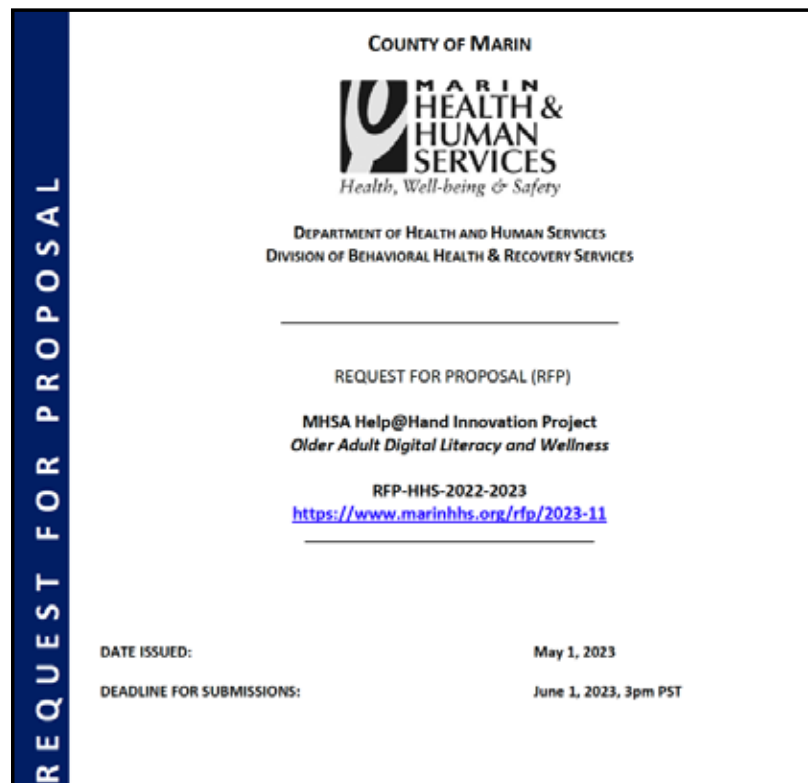 REQUEST FOR PROPOSAL
COUNTY OF MARIN
MARIN
HEALTH &
HUMAN
SERVICES
Health, Well-being & Safety
DEPARTMENT OF HEALTH AND HUMAN SERVICES
DIVISION OF BEHAVIORAL HEALTH & RECOVERY SERVICES
REQUEST FOR PROPOSAL (RFP)
MHSA Help@Hand Innovation Project
Older Adult Digital Literacy and Wellness
RFP-HHS-2022-2023
https://www.marinhhs.org/rfp/2023-11
DATE ISSUED: May 1, 2023
DEADLINE FOR SUBMISSIONS: June 1, 2023, 3pm PST